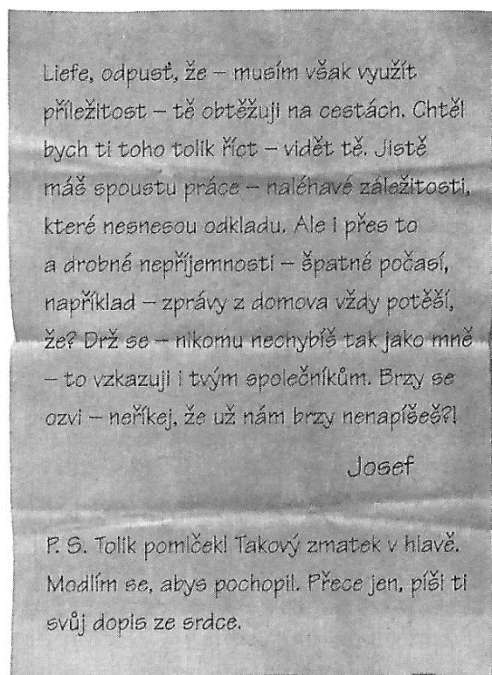 Liefe, odpusť, že – musím však využít
příležitost – tě obtěžuji na cestách. Chtěl
bych ti toho tolik říct – vidět tě. Jistě
máš spoustu práce – naléhavé záležitosti,
které nesnesou odkladu. Ale i přes to
a drobné nepříjemnosti – špatné počasí,
například – zprávy z domova vždy potěší,
že? Drž se – nikomu nechybíš tak jako mně
– to vzkazuji i tvým společníkům. Brzy se
ozvi – neříkej, že už nám brzy nenapíšeš?!
Josef
P. S. Tolik pomlček! Takový zmatek v hlavě.
Modlím se, abys pochopil. Přece jen, píši ti
svůj dopis ze srdce.